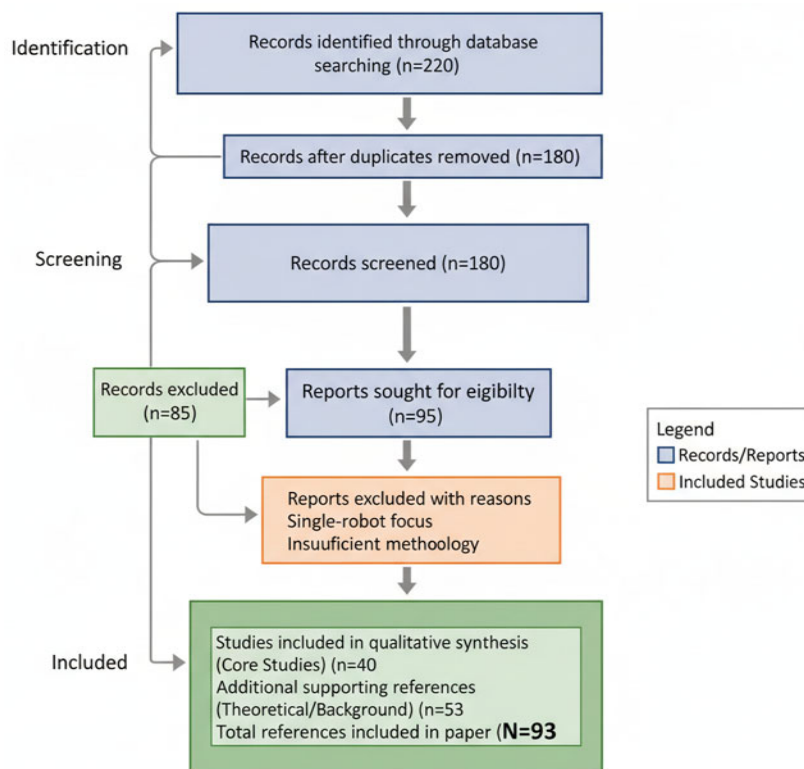 Identification
Records identified through database
searching (n=220)
Records after duplicates removed (n=180)
Screening
Records screened (n=180)
Records excluded
(n=85)
Reports sought for eigibilty
(n=95)
Legend
Records/Reports
Included Studies
Reports excluded with reasons
Single-robot focus
Insuuficient methoology
Included
Studies included in qualitative synthesis
(Core Studies) (n=40
Additional supporting references
(Theoretical/Background) (n=53
Total references included in paper (N=93